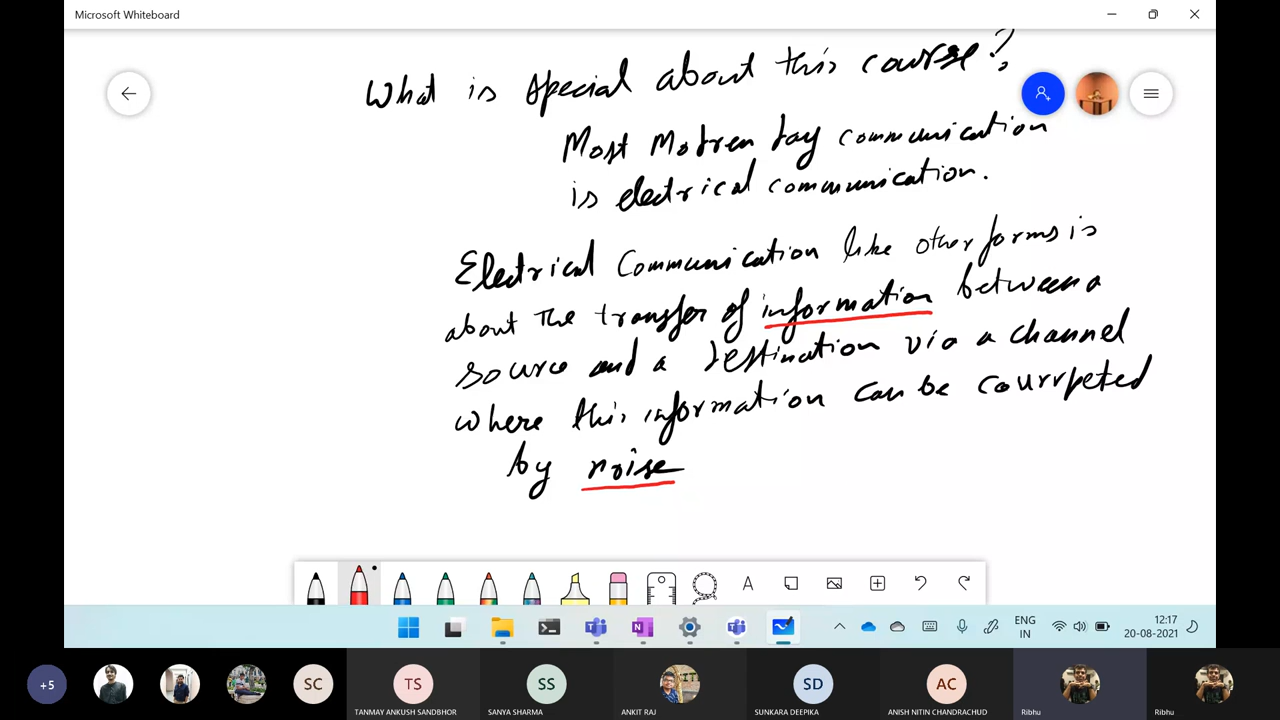 Microsoft Whiteboard
What is special about this course?
Most Modren day communication
is electrical communication.
Electrical Communication like other forms is
about the transfer of information between a
source and a destination via a channel
where this information can be courrpeted
by noise
A
ENG
IN
12:17
20-08-2021
+5
SC
TS
SS
SD
AC
TANMAY ANKUSH SANDBHOR
SANYA SHARMA
ANKIT RAJ
SUNKARA DEEPIKA
ANISH NITIN CHANDRACHUD
Ribhu
Ribhu